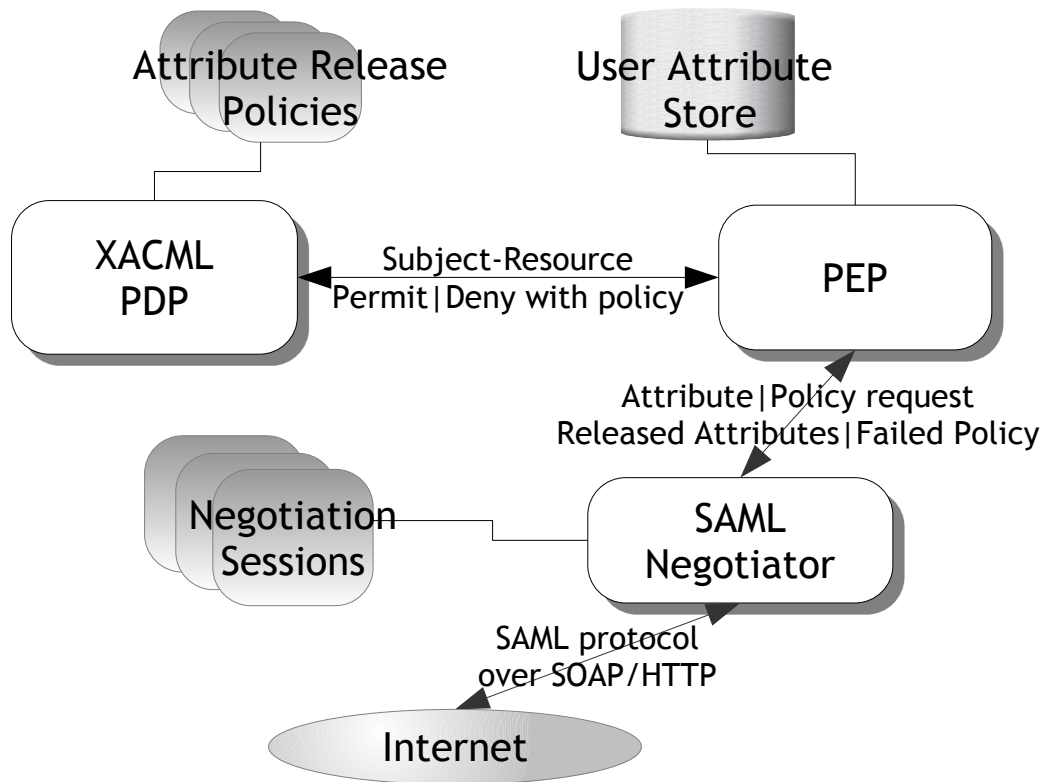 Attribute Release
Policies
User Attribute
Store
XACML
PDP
Subject-Resource
Permit|Deny with policy
PEP
Attribute|Policy request
Released Attributes|Failed Policy
Negotiation
Sessions
SAML
Negotiator
SAML protocol
over SOAP/HTTP
Internet